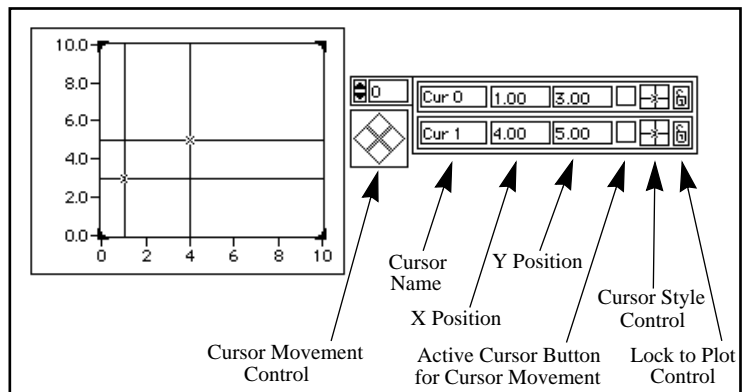 10.0
8.0
6.0
4.0
2.0
0.0
0 2 4 6 8 10
0
Cur 0 1.00 3.00
Cur 1 4.00 5.00
Cursor
Name
Y Position
X Position
Cursor Style
Control
Cursor Movement
Control
Active Cursor Button
for Cursor Movement
Lock to Plot
Control